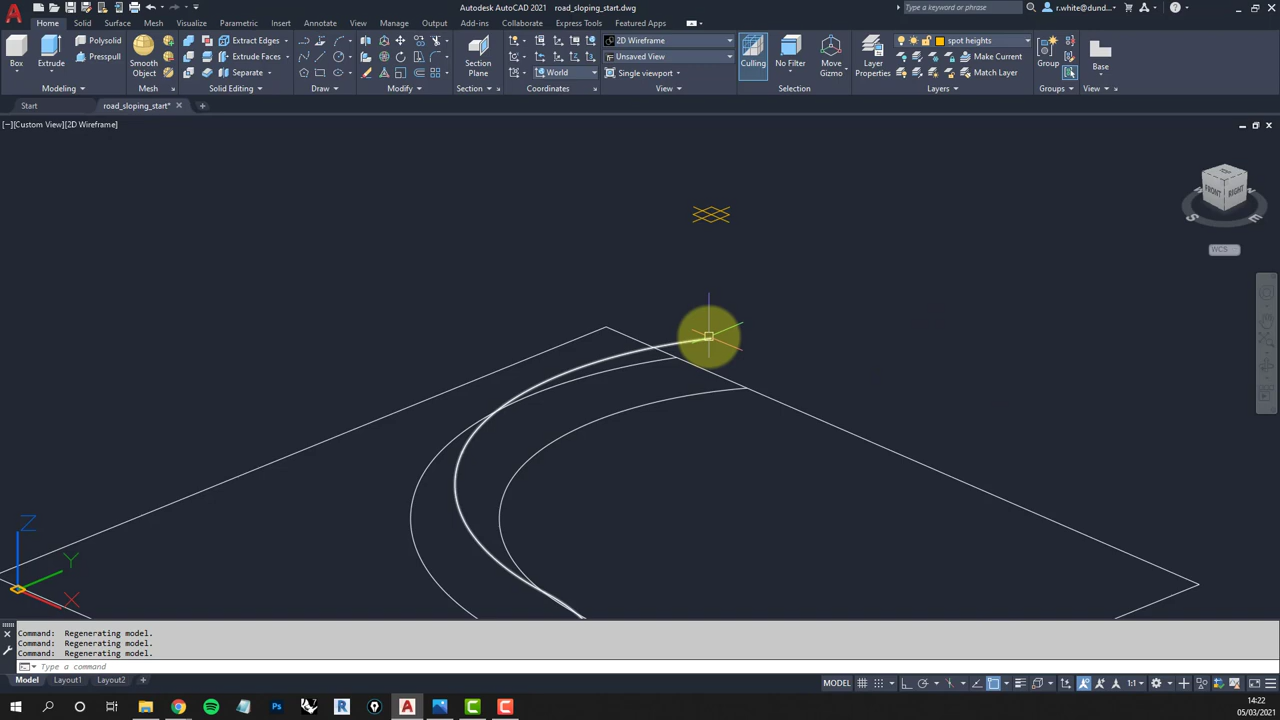 Autodesk AutoCAD 2021 road_sloping_start.dwg
Type a keyword or phrase
r.white@dund...
Home Solid Surface Mesh Visualize Parametric Insert Annotate View Manage Output Add-ins Collaborate Express Tools Featured Apps
Box
Extrude
Polysolid
Presspull
Modeling
Smooth
Object
Mesh
Extract Edges
Extrude Faces
Separate
Solid Editing
Draw
Modify
Section
Plane
Section
World
Coordinates
2D Wireframe
Unsaved View
Single viewport
View
Culling
No Filter
Move
Gizmo
Selection
Layer
Properties
spot heights
Make Current
Match Layer
Layers
Group
Groups
Base
View
Start
road_sloping_start*
[−][Custom View][2D Wireframe]
TOP
FRONT
RIGHT
S
E
WCS
Z
Y
X
Command: Regenerating model.
Command: Regenerating model.
Command: Regenerating model.
Type a command
Model Layout1 Layout2
MODEL
1:1
14:22
05/03/2021